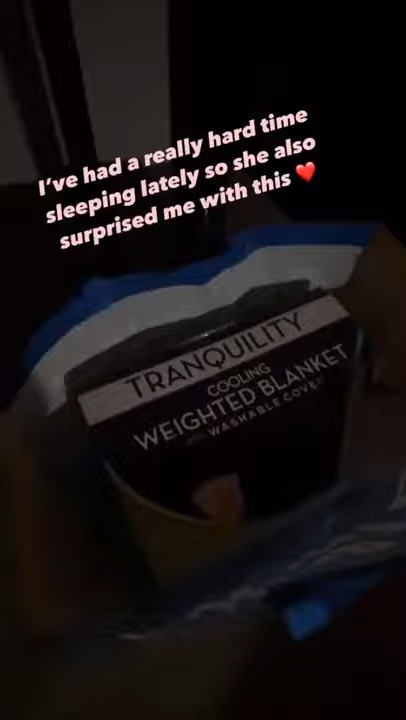 I've had a really hard time
sleeping lately so she also
surprised me with this ❤️
TRANQUILITY
COOLING
WEIGHTED BLANKET
WASHABLE COVER